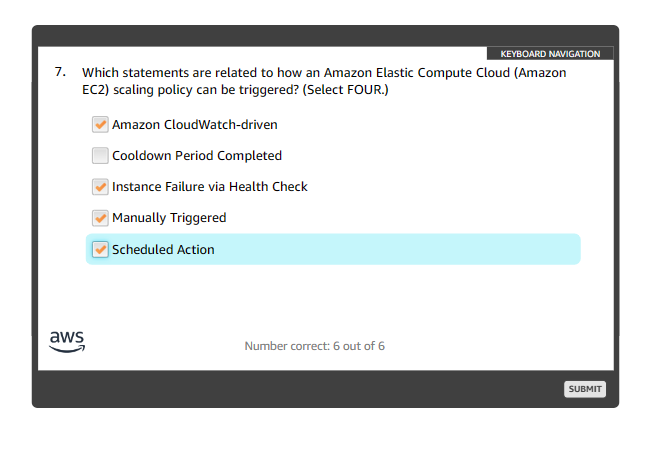 KEYBOARD NAVIGATION
7. Which statements are related to how an Amazon Elastic Compute Cloud (Amazon
EC2) scaling policy can be triggered? (Select FOUR.)
Amazon CloudWatch-driven
Cooldown Period Completed
Instance Failure via Health Check
Manually Triggered
Scheduled Action
aws
Number correct: 6 out of 6
SUBMIT